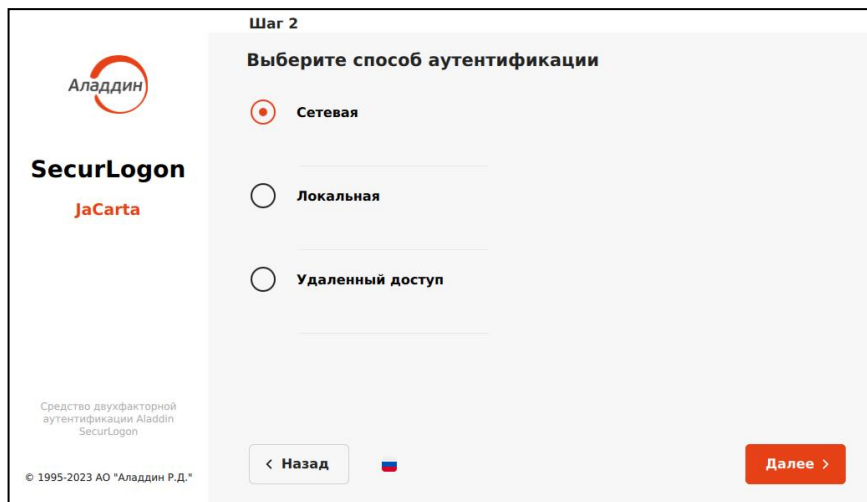 Шаг 2
Аладдин
SecurLogon
JaCarta
Средство двухфакторной
аутентификации Aladdin
SecurLogon
© 1995-2023 АО "Аладдин Р.Д."
Выберите способ аутентификации
Сетевая
Локальная
Удаленный доступ
Назад
Далее